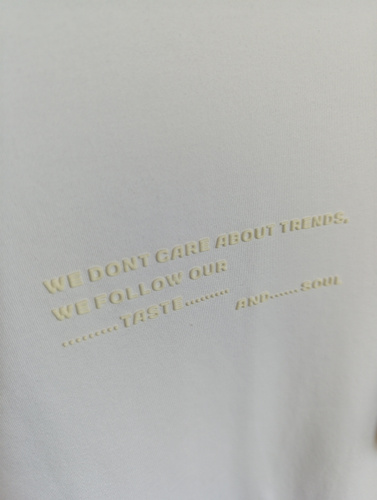 WE DONT CARE ABOUT TRENDS,
WE FOLLOW OUR
.........TASTE......... AND......SOUL